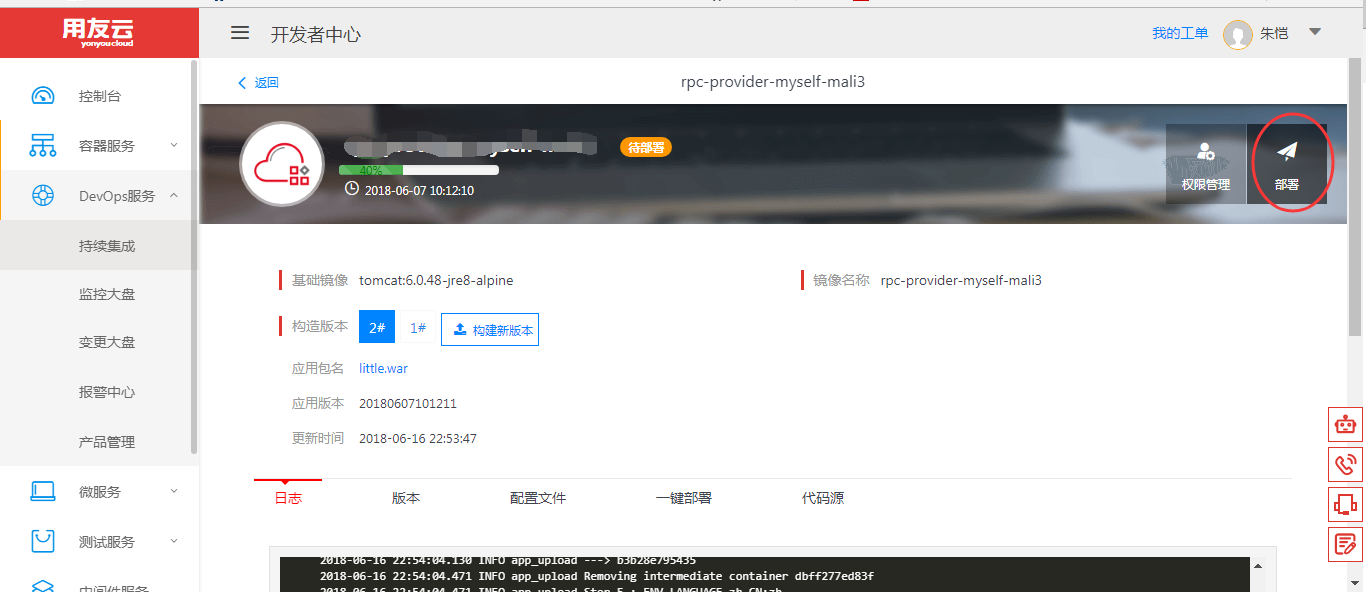 用友云
yonyoucloud
开发者中心
我的工单
朱恺
控制台
容器服务
DevOps服务
持续集成
监控大盘
变更大盘
报警中心
产品管理
微服务
测试服务
中间件服务
返回
rpc-provider-myself-mali3
待部署
40%
2018-06-07 10:12:10
权限管理
部署
基础镜像 tomcat:6.0.48-jre8-alpine
镜像名称 rpc-provider-myself-mali3
构造版本 2# 1# 构建新版本
应用包名 little.war
应用版本 20180607101211
更新时间 2018-06-16 22:53:47
日志 版本 配置文件 一键部署 代码源
2018-06-16 22:54:04.130 INFO app_upload ---> b3b28e795435
2018-06-16 22:54:04.471 INFO app_upload Removing intermediate container dbff277ed83f
2018-06-16 22:54:04.471 INFO app_upload Step 5 : ENV LANGUAGE zh_CN:zh